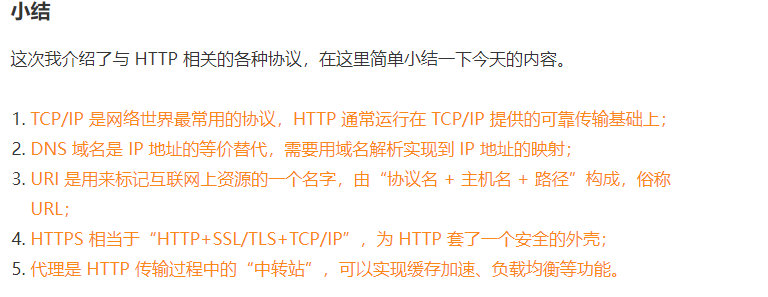 小结
这次我介绍了与 HTTP 相关的各种协议，在这里简单小结一下今天的内容。
1. TCP/IP 是网络世界最常用的协议，HTTP 通常运行在 TCP/IP 提供的可靠传输基础上；
2. DNS 域名是 IP 地址的等价替代，需要用域名解析实现到 IP 地址的映射；
3. URI 是用来标记互联网上资源的一个名字，由“协议名 + 主机名 + 路径”构成，俗称
URL；
4. HTTPS 相当于“HTTP+SSL/TLS+TCP/IP”，为 HTTP 套了一个安全的外壳；
5. 代理是 HTTP 传输过程中的“中转站”，可以实现缓存加速、负载均衡等功能。